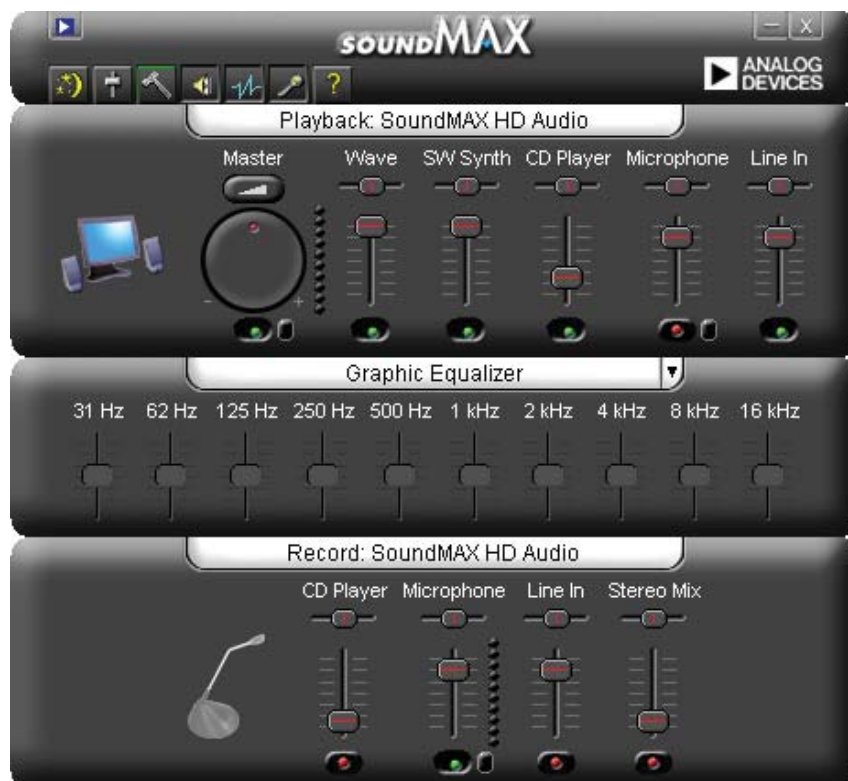 SOUNDMAX
– X
ANALOG DEVICES
?
Playback: SoundMAX HD Audio
Master Wave SW Synth CD Player Microphone Line In
- +
Graphic Equalizer
31 Hz 62 Hz 125 Hz 250 Hz 500 Hz 1 kHz 2 kHz 4 kHz 8 kHz 16 kHz
Record: SoundMAX HD Audio
CD Player Microphone Line In Stereo Mix